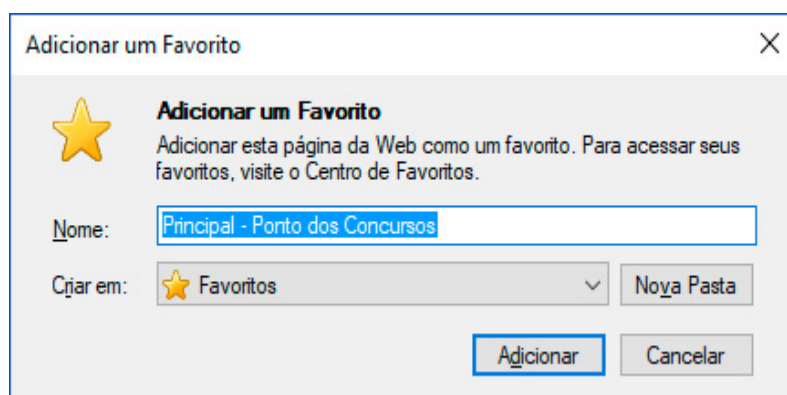 Adicionar um Favorito
Adicionar um Favorito
Adicionar esta página da Web como um favorito. Para acessar seus
favoritos, visite o Centro de Favoritos.
Nome: Principal - Ponto dos Concursos
Criar em: Favoritos Nova Pasta
Adicionar Cancelar